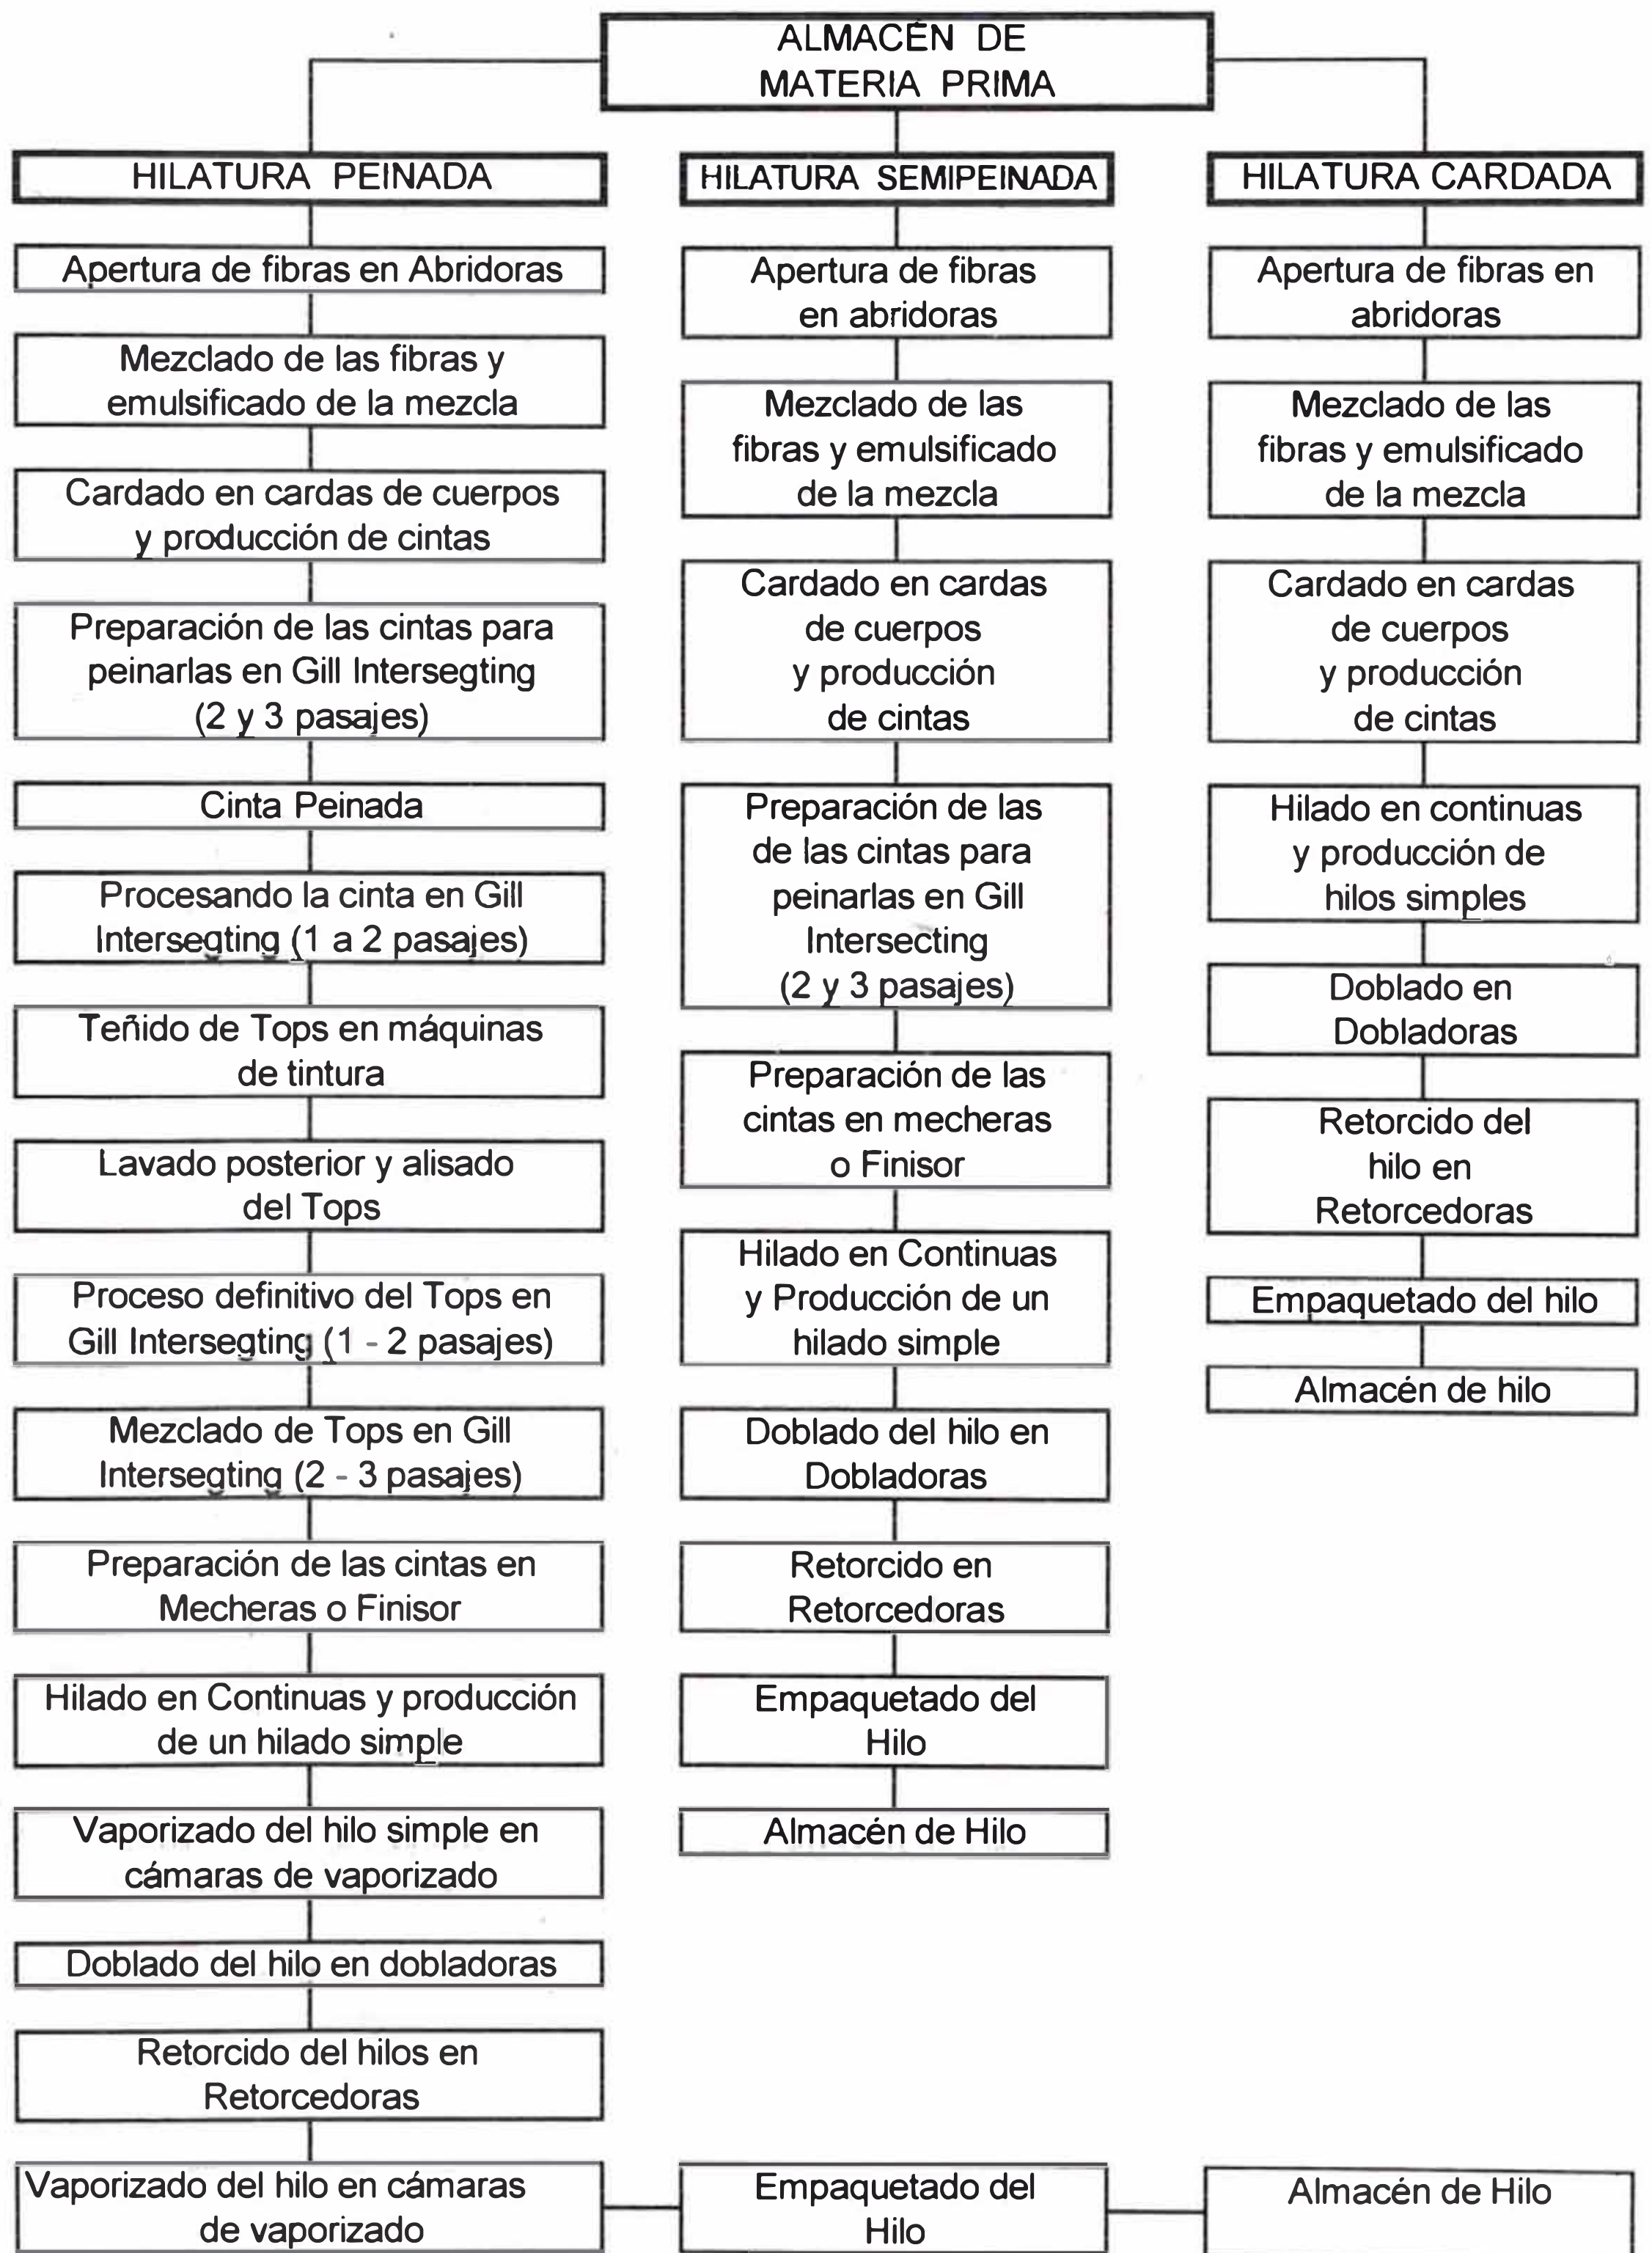 ALMACÉN DE
MATERIA PRIMA
HILATURA PEINADA
Apertura de fibras en Abridoras
Mezclado de las fibras y
emulsificado de la mezcla
Cardado en cardas de cuerpos
y producción de cintas
Preparación de las cintas para
peinarlas en Gill Intersegting
(2 y 3 pasajes)
Cinta Peinada
Procesando la cinta en Gill
Intersegting (1 a 2 pasajes)
Teñido de Tops en máquinas
de tintura
Lavado posterior y alisado
del Tops
Proceso definitivo del Tops en
Gill Intersegting (1 - 2 pasajes)
Mezclado de Tops en Gill
Intersegting (2 - 3 pasajes)
Preparación de las cintas en
Mecheras o Finisor
Hilado en Continuas y producción
de un hilado simple
Vaporizado del hilo simple en
cámaras de vaporizado
Doblado del hilo en dobladoras
Retorcido del hilos en
Retorcedoras
Vaporizado del hilo en cámaras
de vaporizado
Empaquetado del
Hilo
Almacén de Hilo
HILATURA SEMIPEINADA
Apertura de fibras
en abridoras
Mezclado de las
fibras y emulsificado
de la mezcla
Cardado en cardas
de cuerpos
y producción
de cintas
Preparación de las
de las cintas para
peinarlas en Gill
Intersecting
(2 y 3 pasajes)
Preparación de las
cintas en mecheras
o Finisor
Hilado en Continuas
y Producción de un
hilado simple
Doblado del hilo en
Dobladoras
Retorcido en
Retorcedoras
Empaquetado del
Hilo
Almacén de Hilo
HILATURA CARDADA
Apertura de fibras en
abridoras
Mezclado de las
fibras y emulsificado
de la mezcla
Cardado en cardas
de cuerpos
y producción
de cintas
Hilado en continuas
y producción de
hilos simples
Doblado en
Dobladoras
Retorcido del
hilo en
Retorcedoras
Empaquetado del hilo
Almacén de hilo